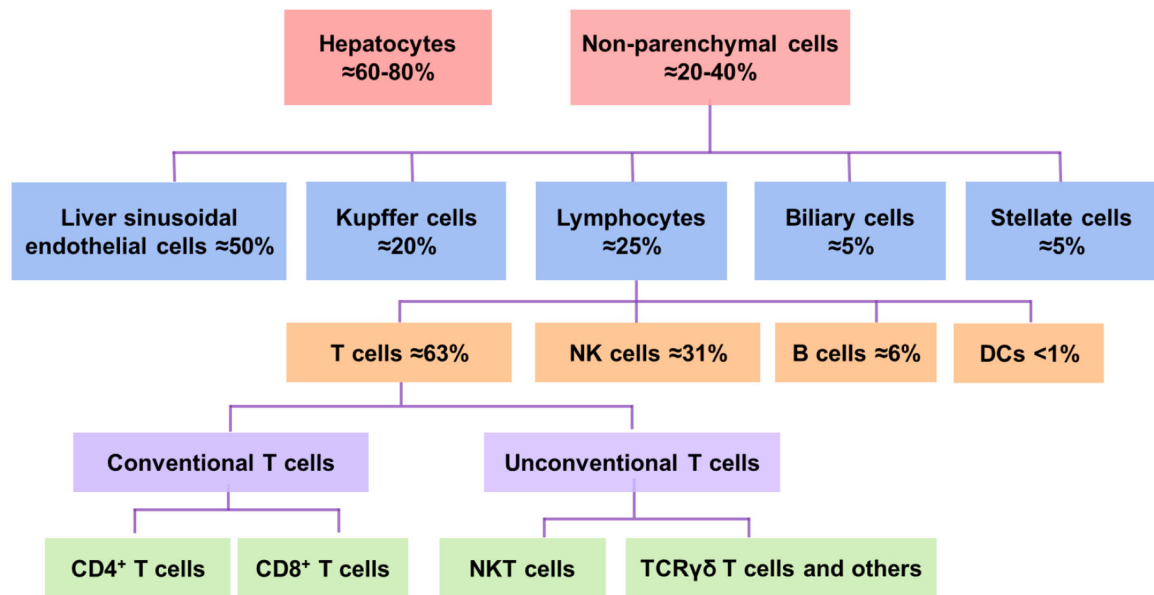 Hepatocytes
≈60-80%
Non-parenchymal cells
≈20-40%
Liver sinusoidal
endothelial cells ≈50%
Kupffer cells
≈20%
Lymphocytes
≈25%
Biliary cells
≈5%
Stellate cells
≈5%
T cells ≈63%
NK cells ≈31%
B cells ≈6%
DCs <1%
Conventional T cells
Unconventional T cells
CD4⁺ T cells
CD8⁺ T cells
NKT cells
TCRγδ T cells and others